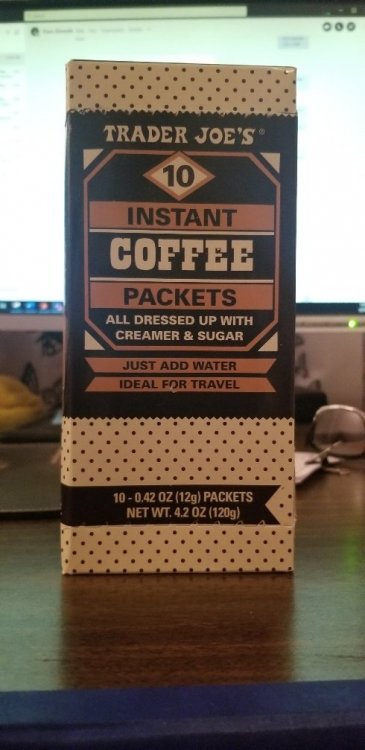 TRADER JOE'S®
10
INSTANT
COFFEE
PACKETS
ALL DRESSED UP WITH
CREAMER & SUGAR
JUST ADD WATER
IDEAL FOR TRAVEL
10 - 0.42 OZ (12g) PACKETS
NET WT. 4.2 OZ (120g)